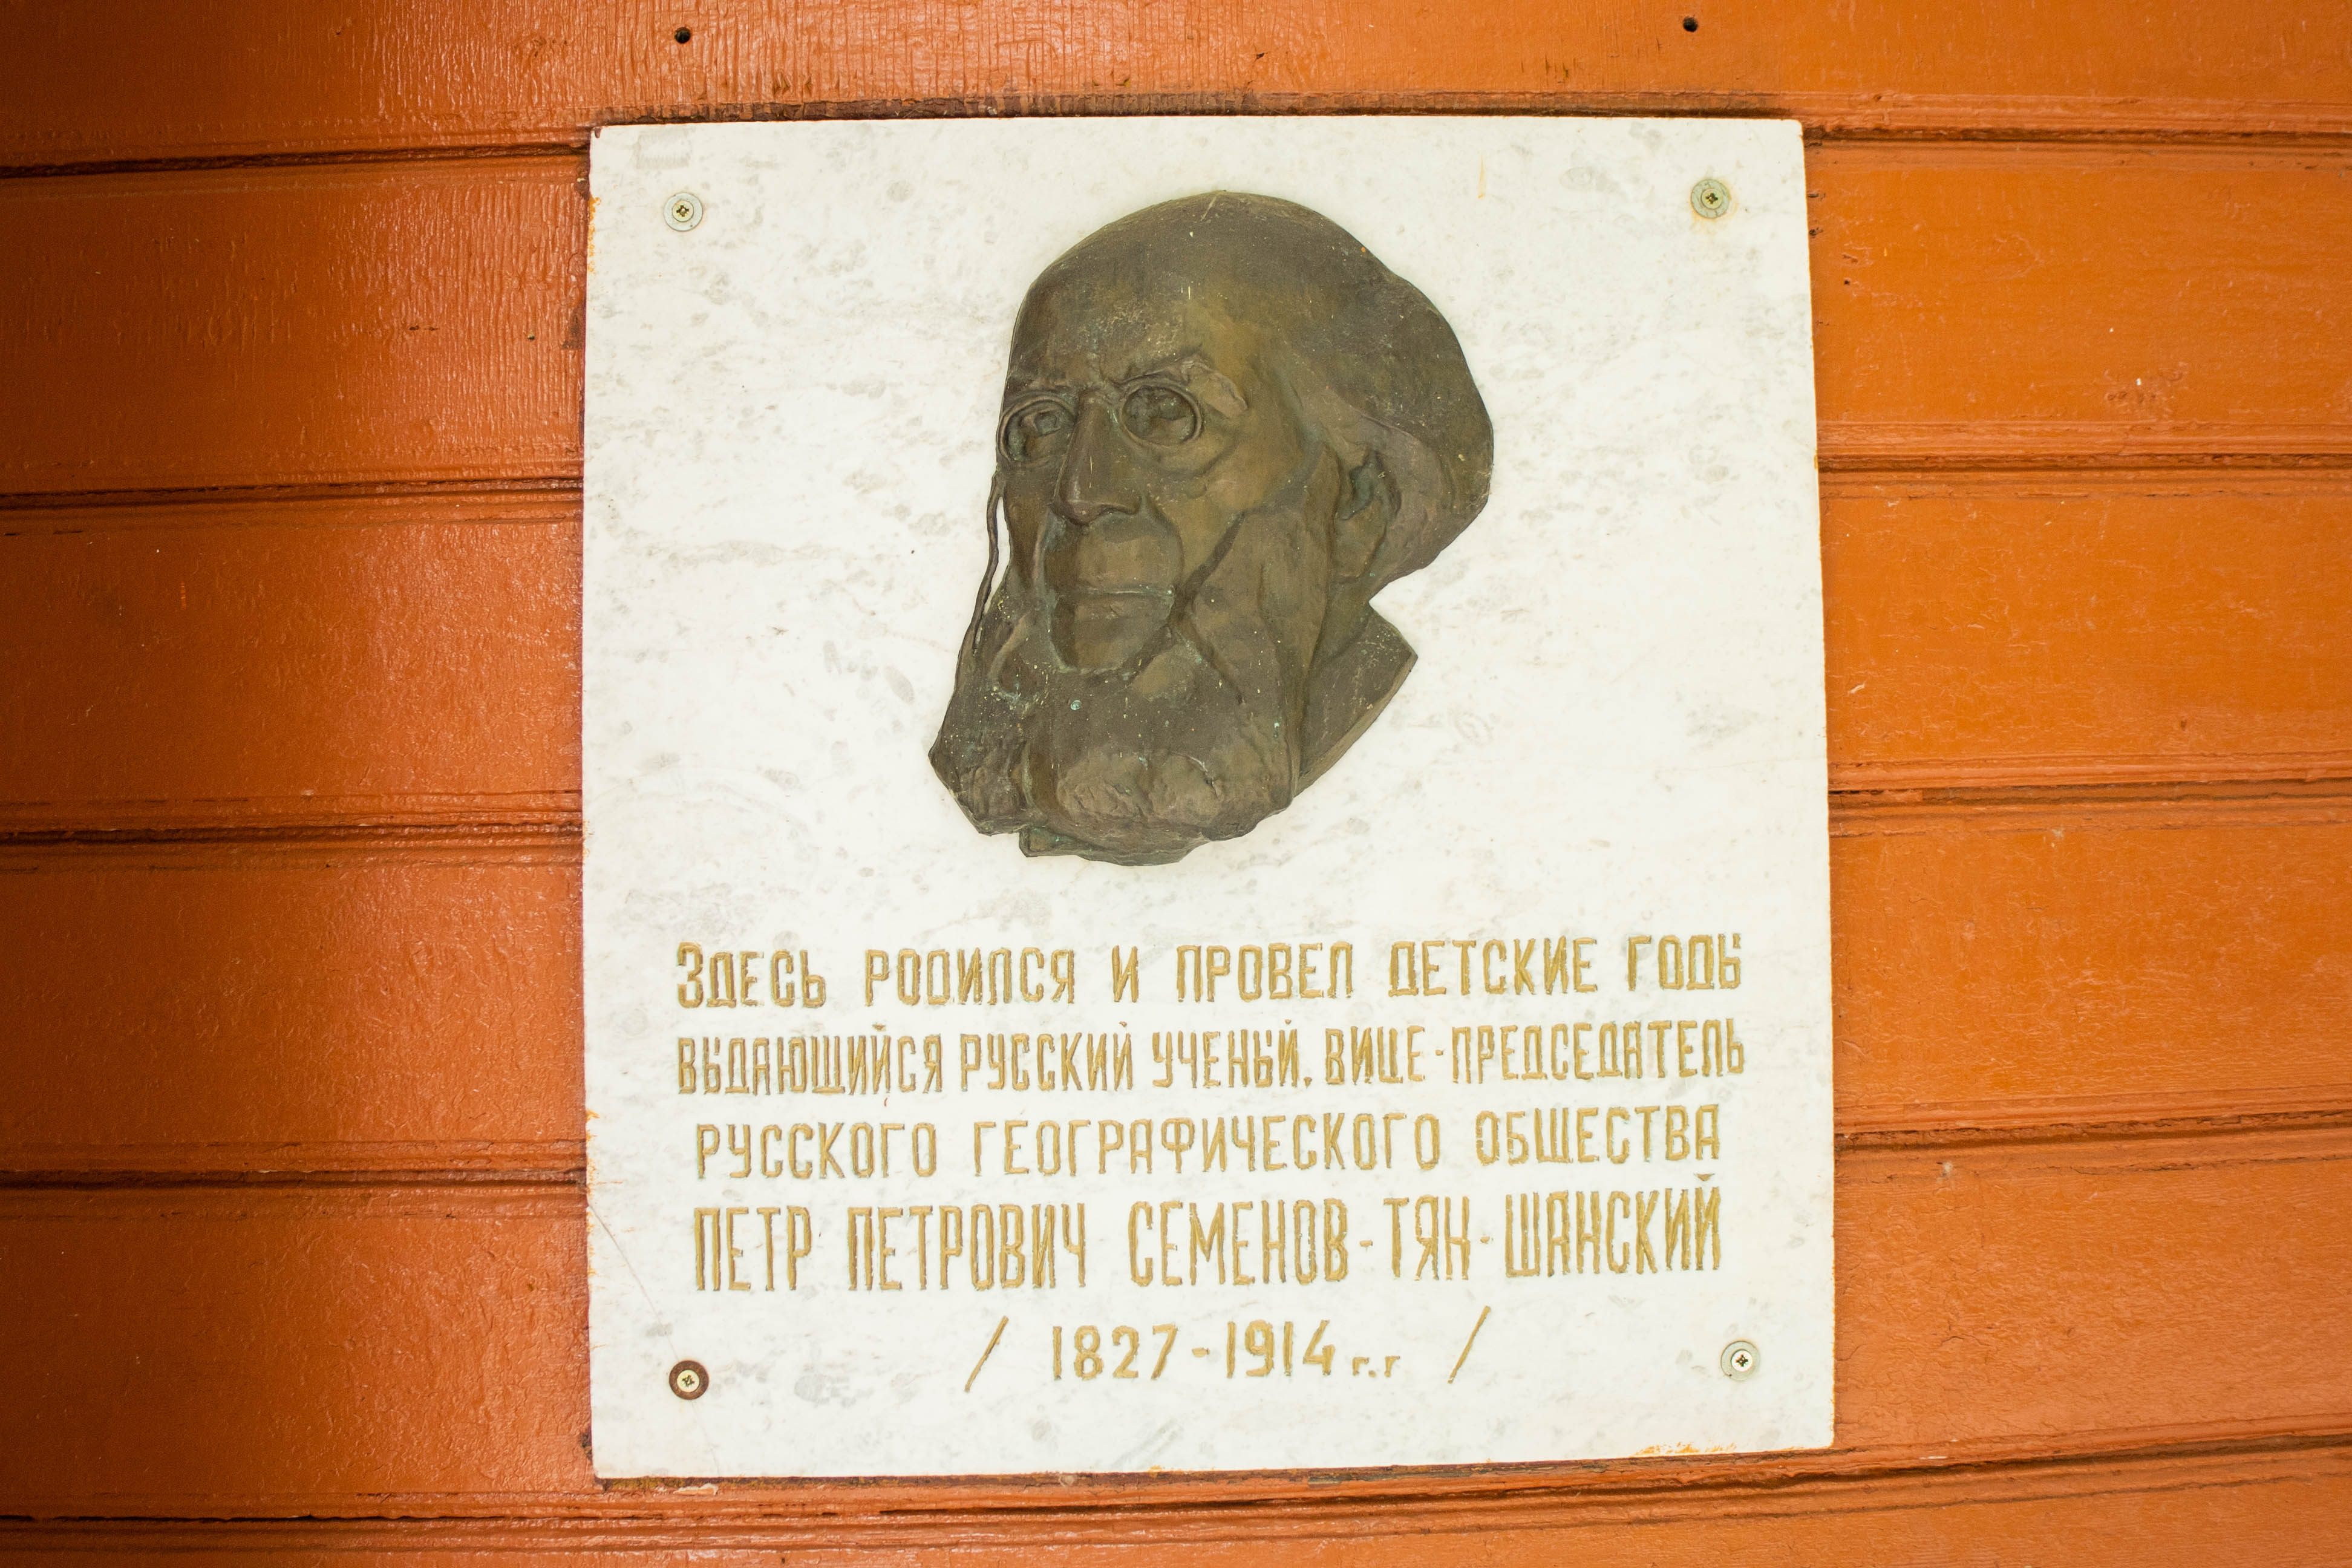 Здесь родился и провел детские годы
выдающийся русский ученый, вице-председатель
русского географического общества
Петр Петрович Семенов-Тян-Шанский
/ 1827-1914 г.г /